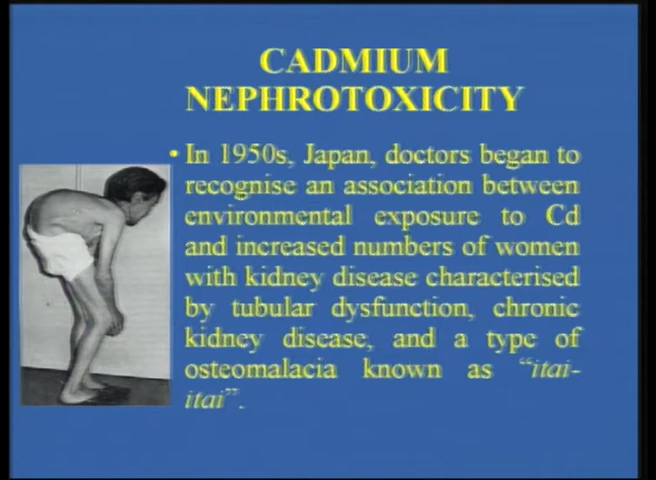 CADMIUM
NEPHROTOXICITY
• In 1950s, Japan, doctors began to
recognise an association between
environmental exposure to Cd
and increased numbers of women
with kidney disease characterised
by tubular dysfunction, chronic
kidney disease, and a type of
osteomalacia known as “itai-
itai”.